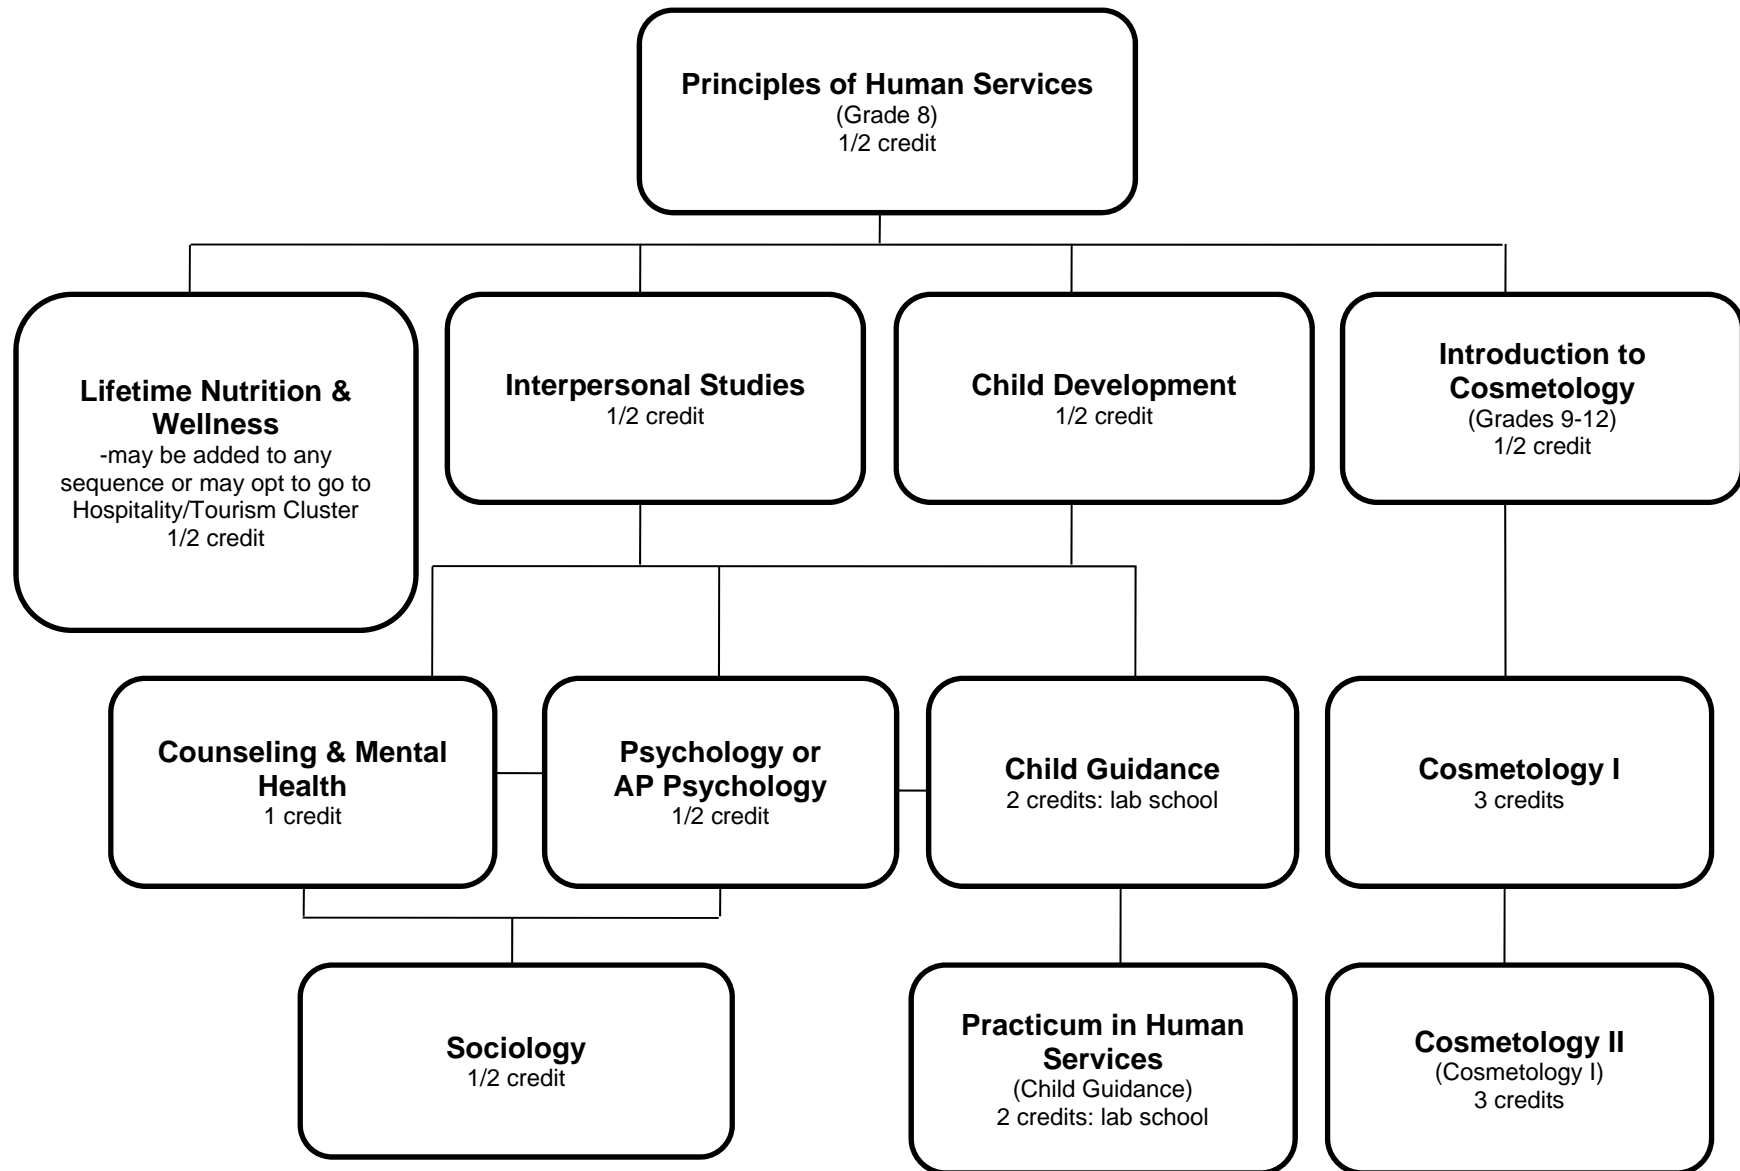 Principles of Human Services
(Grade 8)
1/2 credit
Lifetime Nutrition &
Wellness
-may be added to any
sequence or may opt to go to
Hospitality/Tourism Cluster
1/2 credit
Interpersonal Studies
1/2 credit
Child Development
1/2 credit
Introduction to
Cosmetology
(Grades 9-12)
1/2 credit
Counseling & Mental
Health
1 credit
Psychology or
AP Psychology
1/2 credit
Child Guidance
2 credits: lab school
Cosmetology I
3 credits
Sociology
1/2 credit
Practicum in Human
Services
(Child Guidance)
2 credits: lab school
Cosmetology II
(Cosmetology I)
3 credits